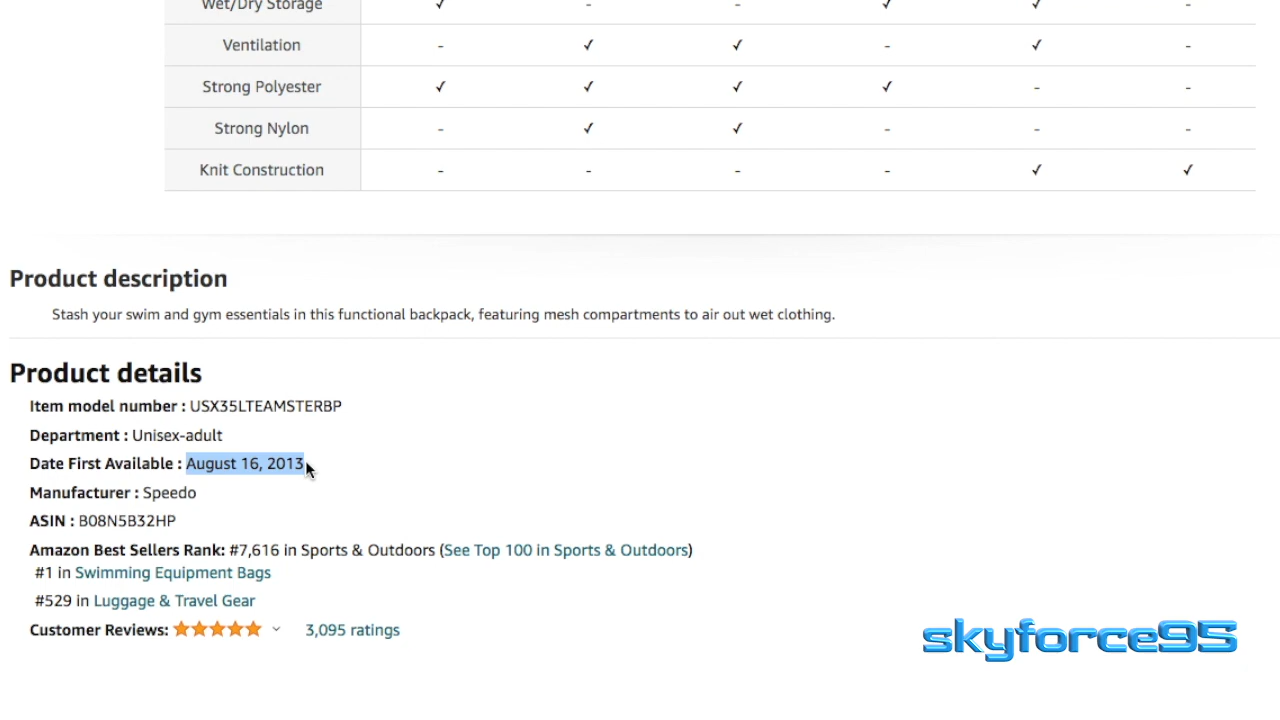 Wet/Dry Storage ✓ - - ✓ ✓ -
Ventilation - ✓ ✓ - ✓ -
Strong Polyester ✓ ✓ ✓ ✓ - -
Strong Nylon - ✓ ✓ - - -
Knit Construction - - - - ✓ ✓
Product description
Stash your swim and gym essentials in this functional backpack, featuring mesh compartments to air out wet clothing.
Product details
Item model number : USX35LTEAMSTERBP
Department : Unisex-adult
Date First Available : August 16, 2013
Manufacturer : Speedo
ASIN : B08N5B32HP
Amazon Best Sellers Rank: #7,616 in Sports & Outdoors (See Top 100 in Sports & Outdoors)
#1 in Swimming Equipment Bags
#529 in Luggage & Travel Gear
Customer Reviews: 3,095 ratings
skyforce95